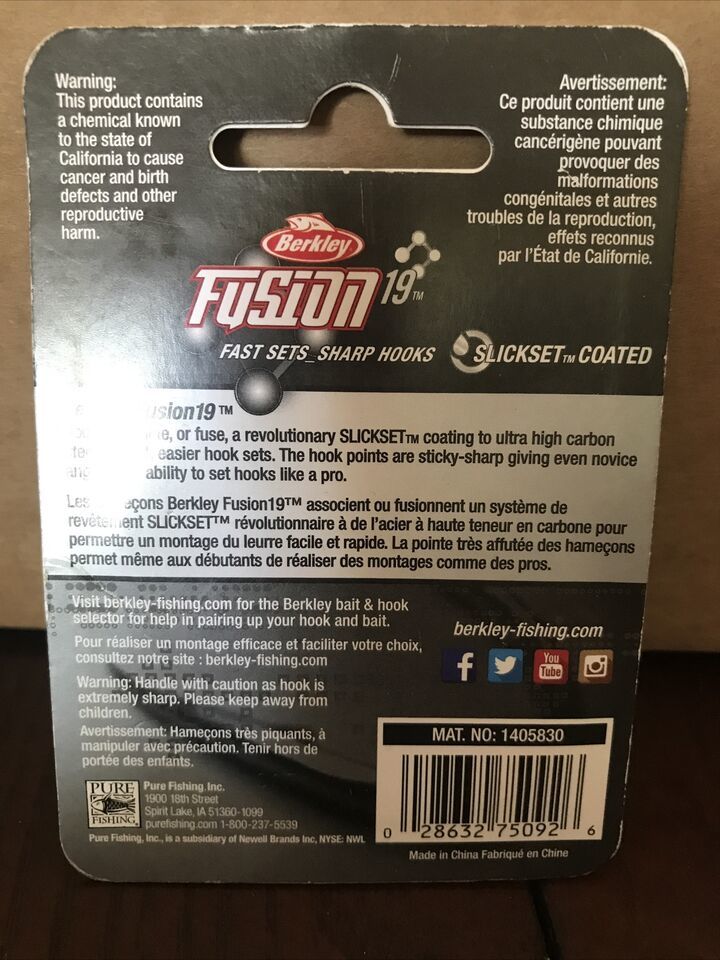 Warning:
This product contains
a chemical known
to the state of
California to cause
cancer and birth
defects and other
reproductive
harm.
Avertissement:
Ce produit contient une
substance chimique
cancérigène pouvant
provoquer des
malformations
congénitales et autres
troubles de la reproduction,
effets reconnus
par l'État de Californie.
Berkley
FUSION 19™
FAST SETS_SHARP HOOKS
SLICKSET™ COATED
usion19™
, or fuse, a revolutionary SLICKSET™ coating to ultra high carbon
easier hook sets. The hook points are sticky-sharp giving even novice
ability to set hooks like a pro.
Les Berkley Fusion19™ associent ou fusionnent un système de
revêtement SLICKSET™ révolutionnaire à de l'acier à haute teneur en carbone pour
permettre un montage du leurre facile et rapide. La pointe très affutée des hameçons
permet même aux débutants de réaliser des montages comme des pros.
Visit berkley-fishing.com for the Berkley bait & hook
selector for help in pairing up your hook and bait.
Pour réaliser un montage efficace et faciliter votre choix,
consultez notre site : berkley-fishing.com
Warning: Handle with caution as hook is
extremely sharp. Please keep away from
children.
Avertissement: Hameçons très piquants, à
manipuler avec précaution. Tenir hors de
portée des enfants.
berkley-fishing.com
f
You
Tube
MAT. NO: 1405830
0 28632 75092 6
Made in China Fabriqué en Chine
PURE
FISHING
Pure Fishing, Inc.
1900 18th Street
Spirit Lake, IA 51360-1099
purefishing.com 1-800-237-5539
Pure Fishing, Inc., is a subsidiary of Newell Brands Inc, NYSE: NWL